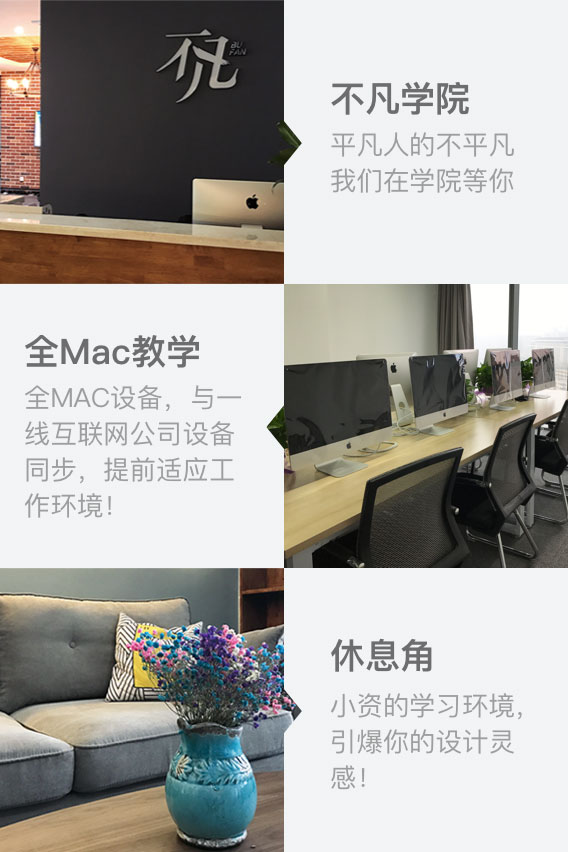 不凡
BU
FAN
不凡学院
平凡人的不平凡
我们在学院等你
全Mac教学
全MAC设备，与一
线互联网公司设备
同步，提前适应工
作环境！
休息角
小资的学习环境，
引爆你的设计灵
感！